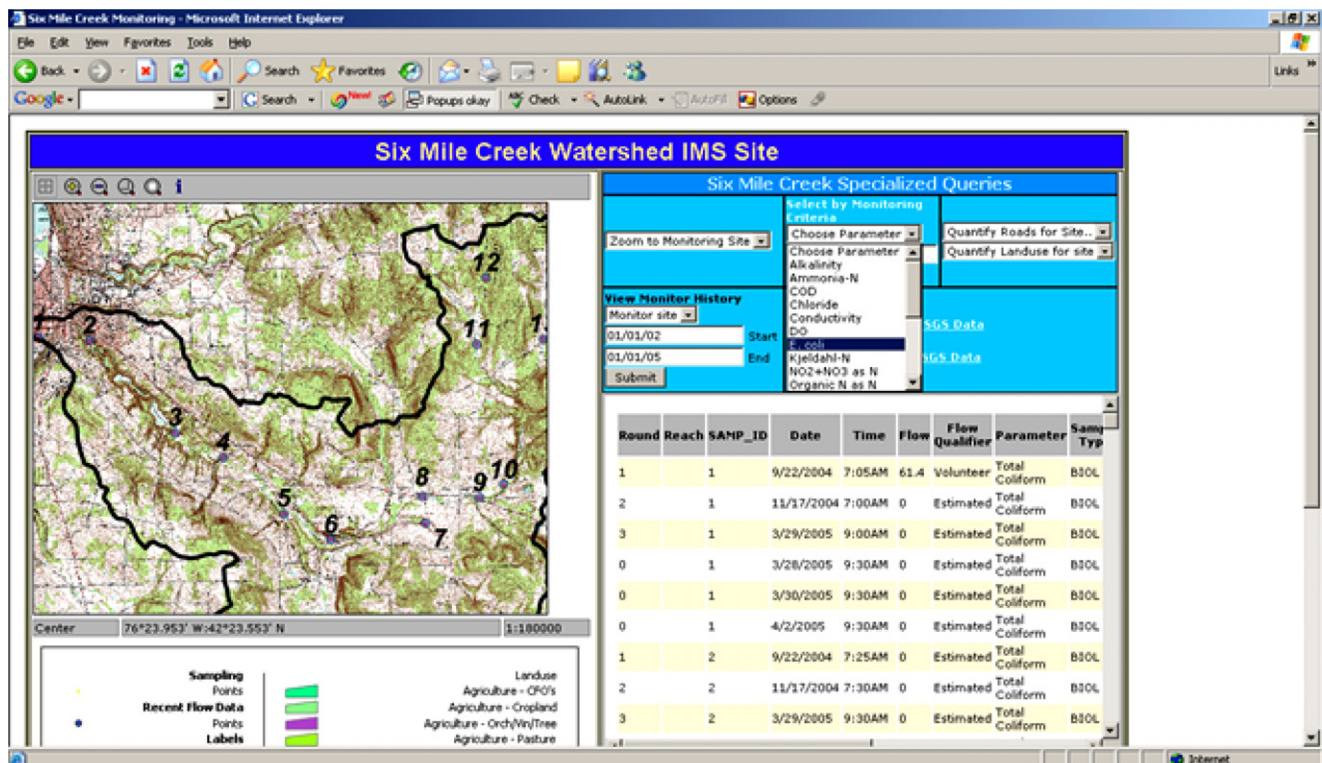 Six Mile Creek Monitoring - Microsoft Internet Explorer
File Edit View Favorites Tools Help
Back Search Favorites Links
Google Search New! Popups okay Check AutoLink AutoFill Options
Six Mile Creek Watershed IMS Site
Six Mile Creek Specialized Queries
Zoom to Monitoring Site
Select by Monitoring
Criteria
Choose Parameter
Choose Parameter
Alkalinity
Ammonia-N
COD
Chloride
Conductivity
DO
E. coli
Kjeldahl-N
NO2+NO3 as N
Organic N as N
Quantify Roads for Site..
Quantify Landuse for site
View Monitor History
Monitor site
01/01/02 Start
01/01/05 End
Submit
SGS Data
SGS Data
12
11
2
3
4
5
6
7
8
9
10
Center 76°23.953' W:42°23.553' N 1:180000
Sampling
Points
Recent Flow Data
Points
Labels
Landuse
Agriculture - CFO's
Agriculture - Cropland
Agriculture - Orch/Vin/Tree
Agriculture - Pasture
Round Reach SAMP_ID Date Time Flow Flow Qualifier Parameter Samp Typ
1 1 9/22/2004 7:05AM 61.4 Volunteer Total Coliform BIOL
2 1 11/17/2004 7:00AM 0 Estimated Total Coliform BIOL
3 1 3/29/2005 9:00AM 0 Estimated Total Coliform BIOL
0 1 3/28/2005 9:30AM 0 Estimated Total Coliform BIOL
0 1 3/30/2005 9:30AM 0 Estimated Total Coliform BIOL
0 1 4/2/2005 9:30AM 0 Estimated Total Coliform BIOL
1 2 9/22/2004 7:25AM 0 Estimated Total Coliform BIOL
2 2 11/17/2004 7:30AM 0 Estimated Total Coliform BIOL
3 2 3/29/2005 9:30AM 0 Estimated Total Coliform BIOL
Internet